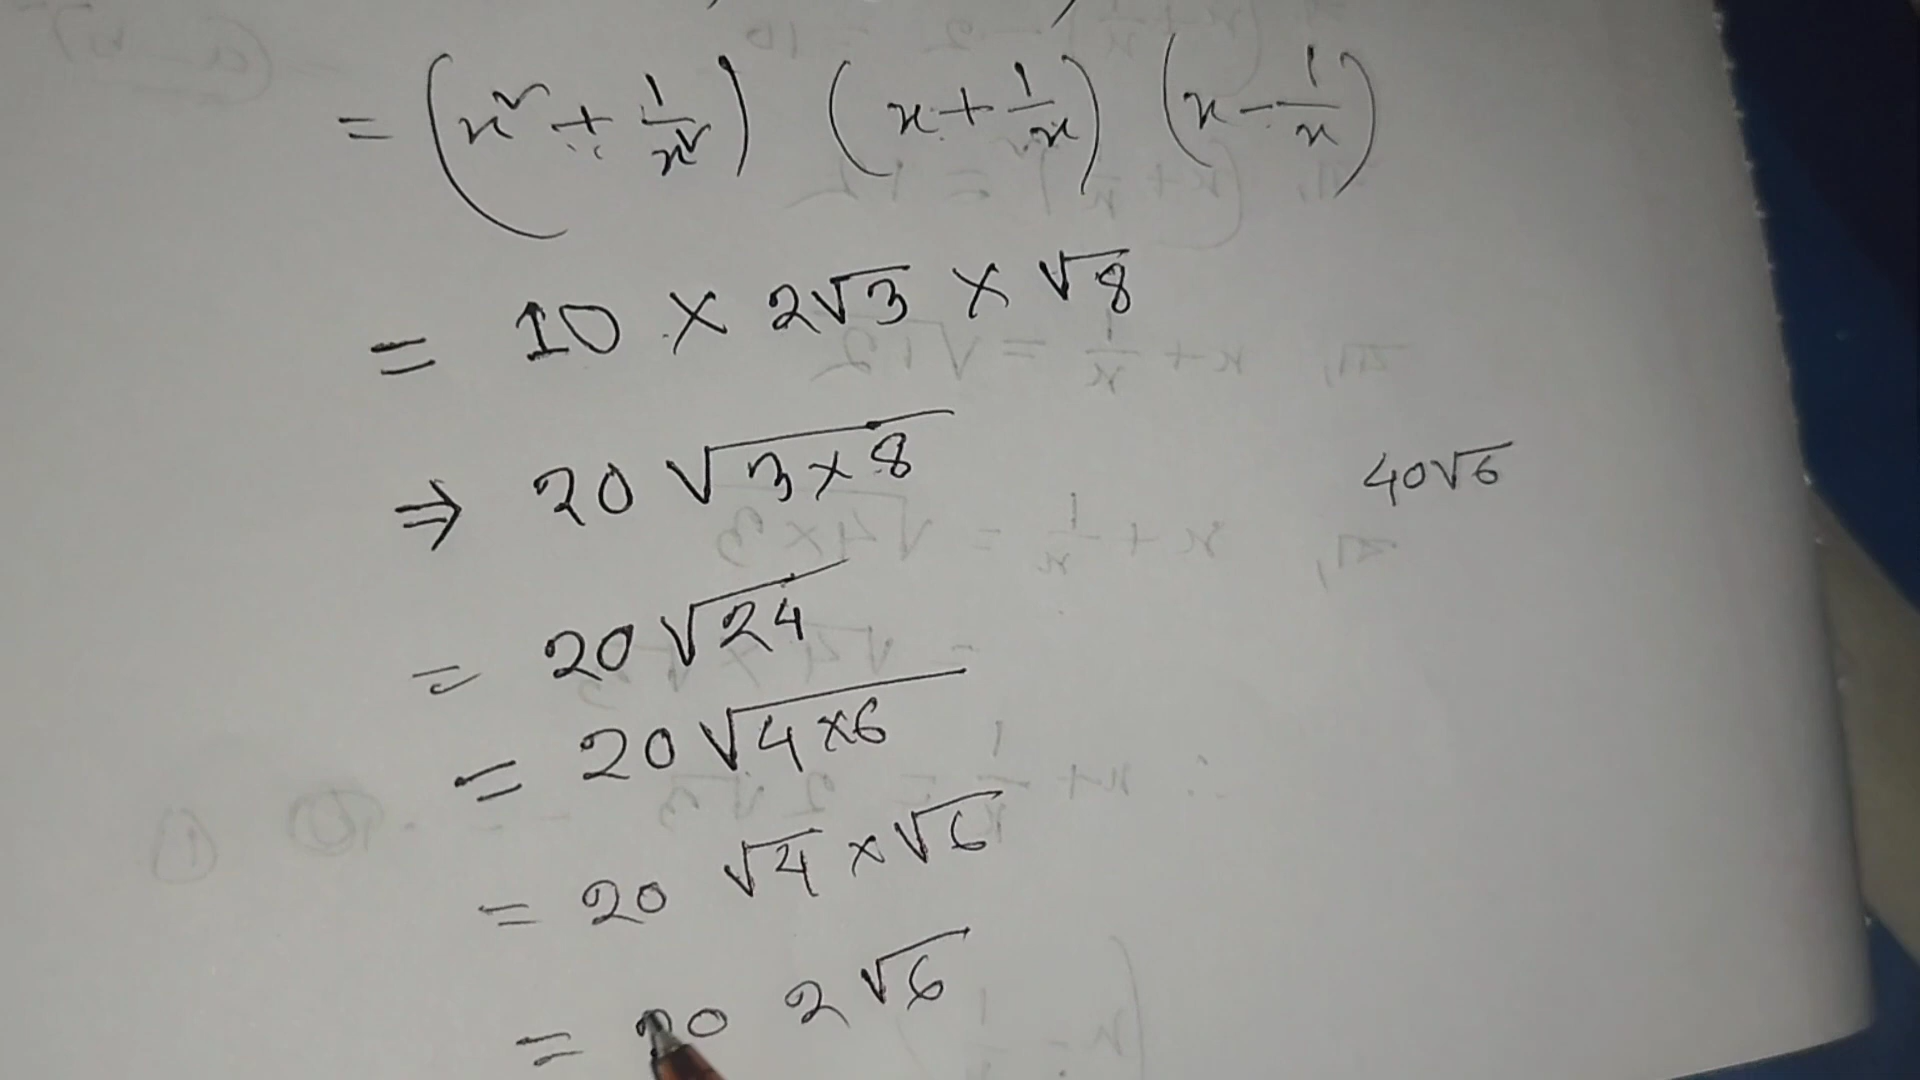 = (x² + 1/x²) (x + 1/x) (x - 1/x)
= 10 × 2√3 × √8
⇒ 20 √3×8
40√6
= 20 √24
= 20 √4×6
= 20 √4 × √6
= 20 2√6